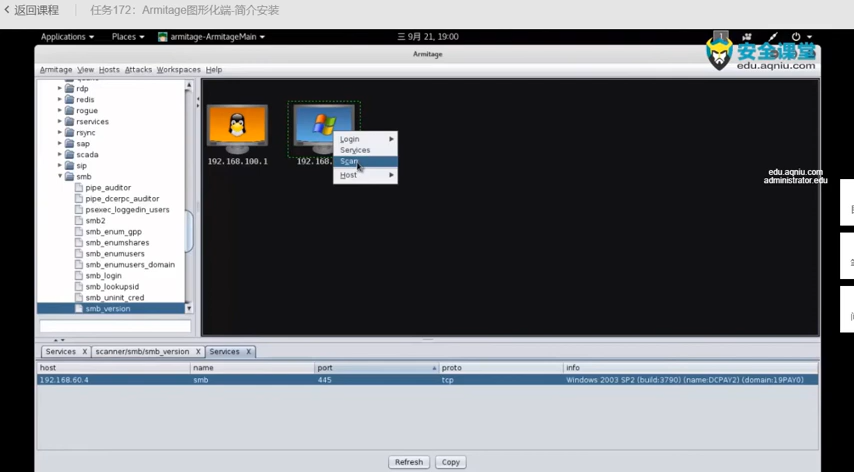 返回课程
任务172：Armitage图形化端-简介安装
Applications Places armitage-ArmitageMain 三 9月 21, 19:00
Armitage
安全课堂
edu.aqniu.com
Armitage View Hosts Attacks Workspaces Help
rdp
redis
rogue
rservices
rsync
sap
scada
sip
smb
pipe_auditor
pipe_dcerpc_auditor
psexec_loggedin_users
smb2
smb_enum_gpp
smb_enumshares
smb_enumusers
smb_enumusers_domain
smb_login
smb_lookupsid
smb_uninit_cred
smb_version
192.168.100.1
192.168.
Login
Services
Scan
Host
edu.aqniu.com
administrator.edu
Services X scanner/smb/smb_version X Services X
host name port proto info
192.168.60.4 smb 445 tcp Windows 2003 SP2 (build:3790) (name:DCPAY2) (domain:19PAY0)
Refresh Copy